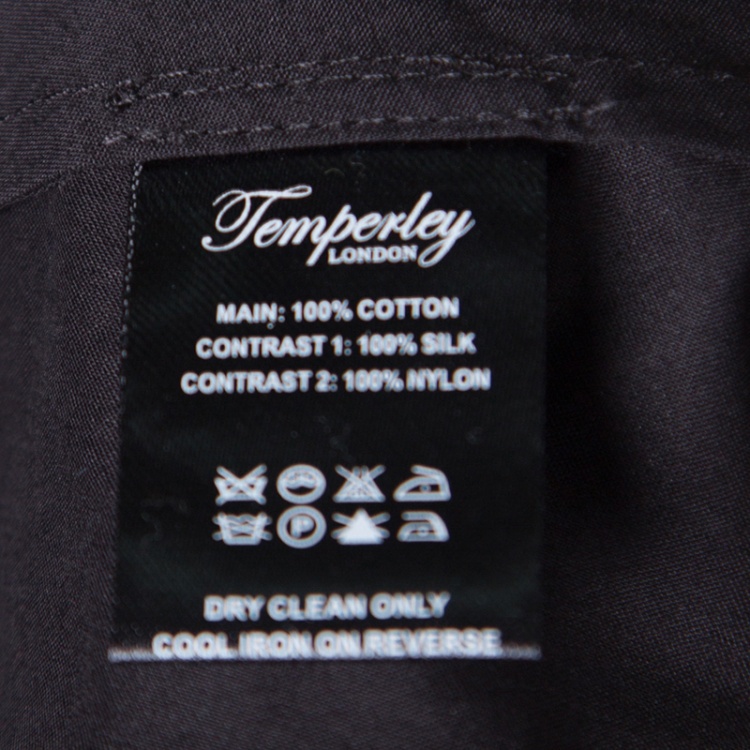 Temperley
LONDON
MAIN: 100% COTTON
CONTRAST 1: 100% SILK
CONTRAST 2: 100% NYLON
P
DRY CLEAN ONLY
COOL IRON ON REVERSE